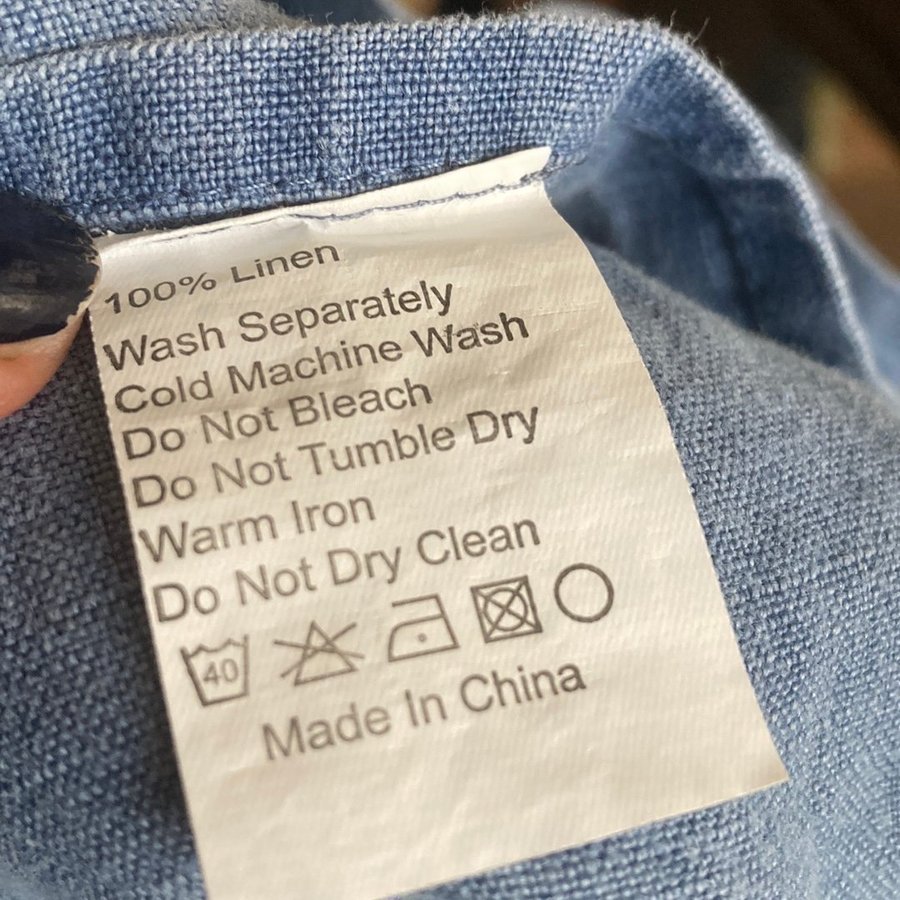 100% Linen
Wash Separately
Cold Machine Wash
Do Not Bleach
Do Not Tumble Dry
Warm Iron
Do Not Dry Clean
40
Made In China